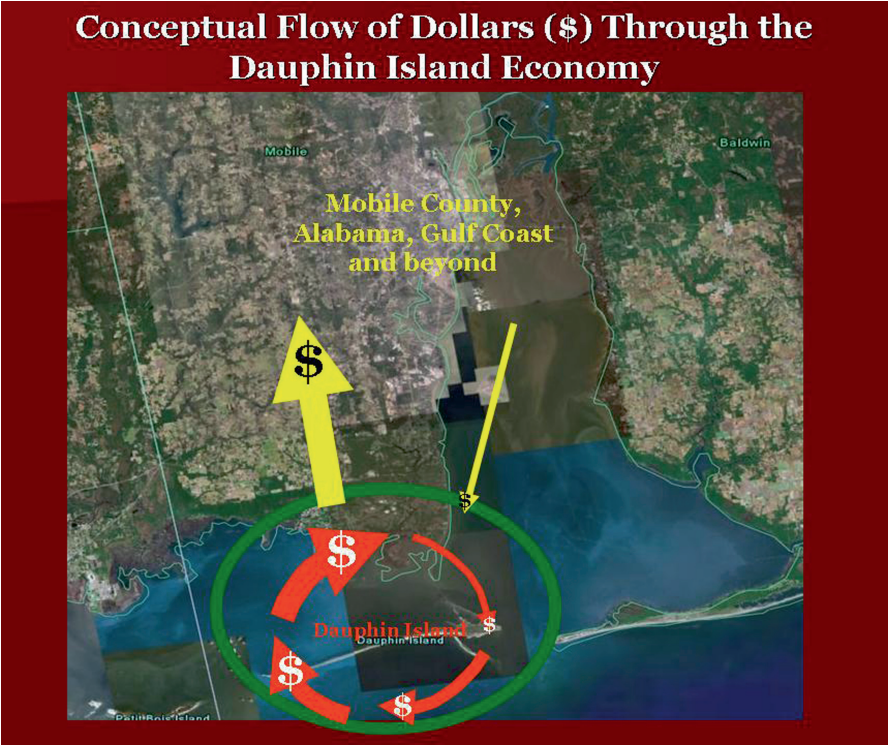 Conceptual Flow of Dollars ($) Through the
Dauphin Island Economy
Mobile
Baldwin
Mobile County,
Alabama, Gulf Coast
and beyond
$
$
$
Dauphin Island
$
Dauphin Island
$
$
Petit Bois Island